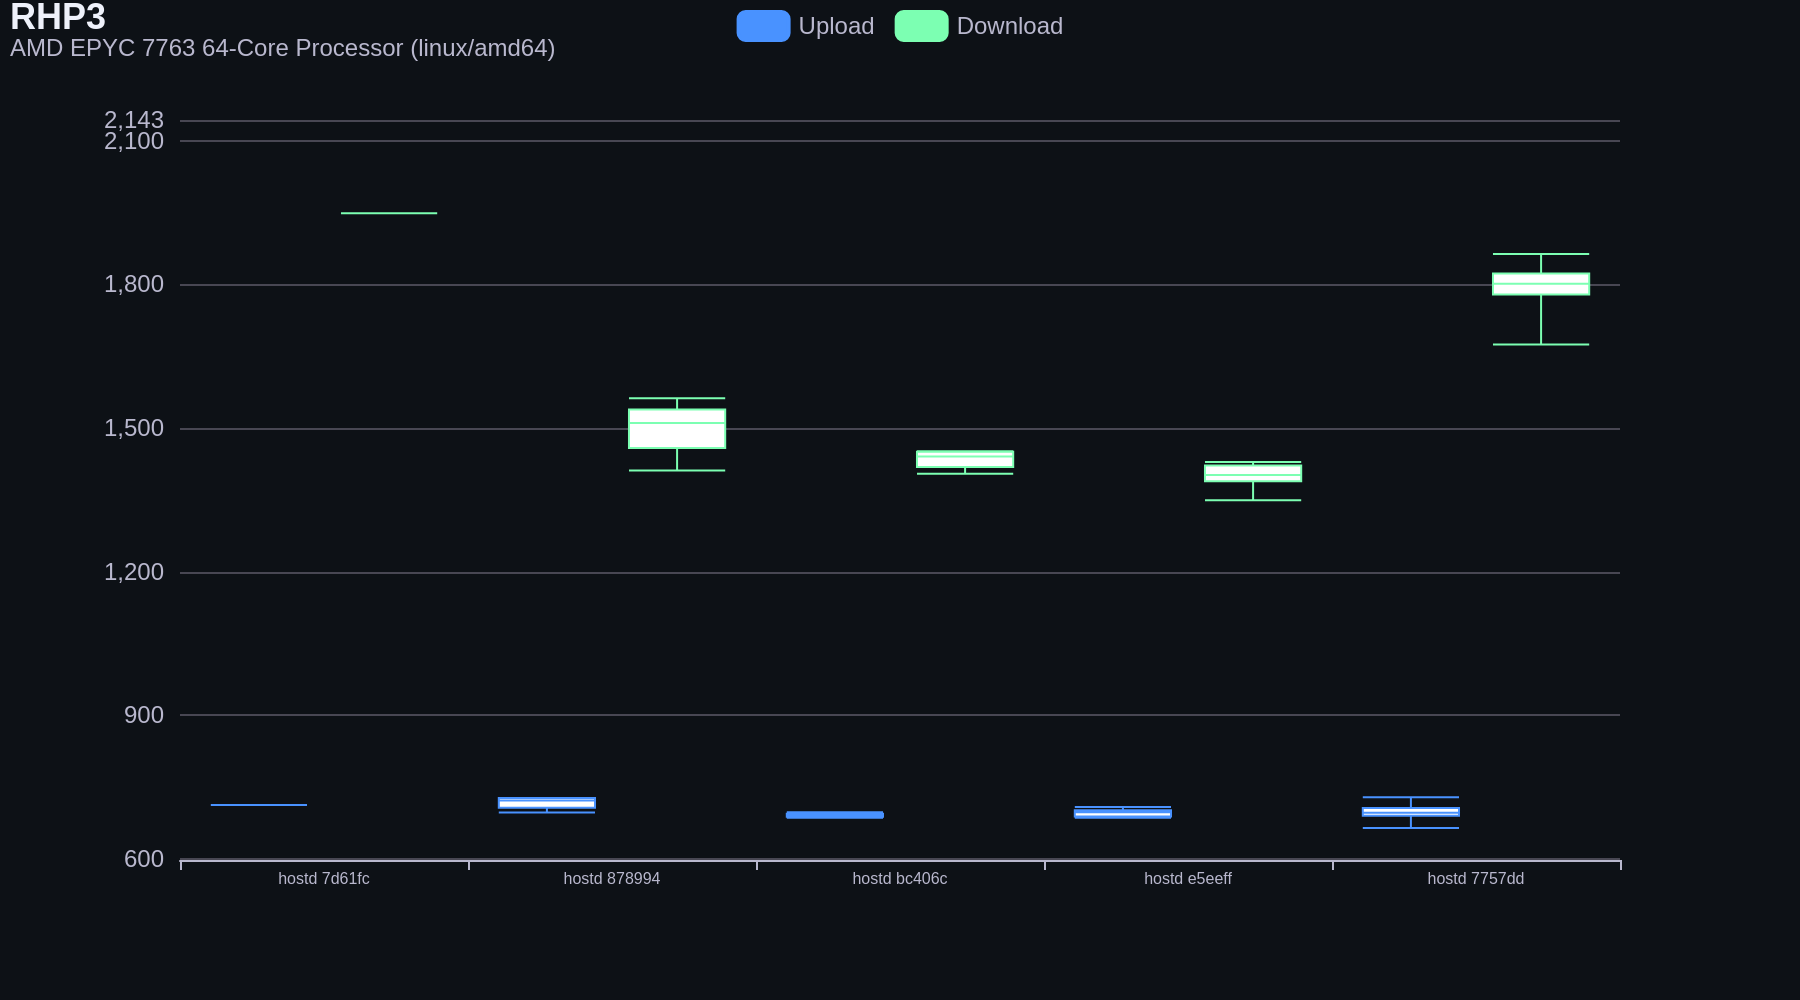 RHP3
AMD EPYC 7763 64-Core Processor (linux/amd64)
Upload
Download
2,143
2,100
1,800
1,500
1,200
900
600
hostd 7d61fc
hostd 878994
hostd bc406c
hostd e5eeff
hostd 7757dd